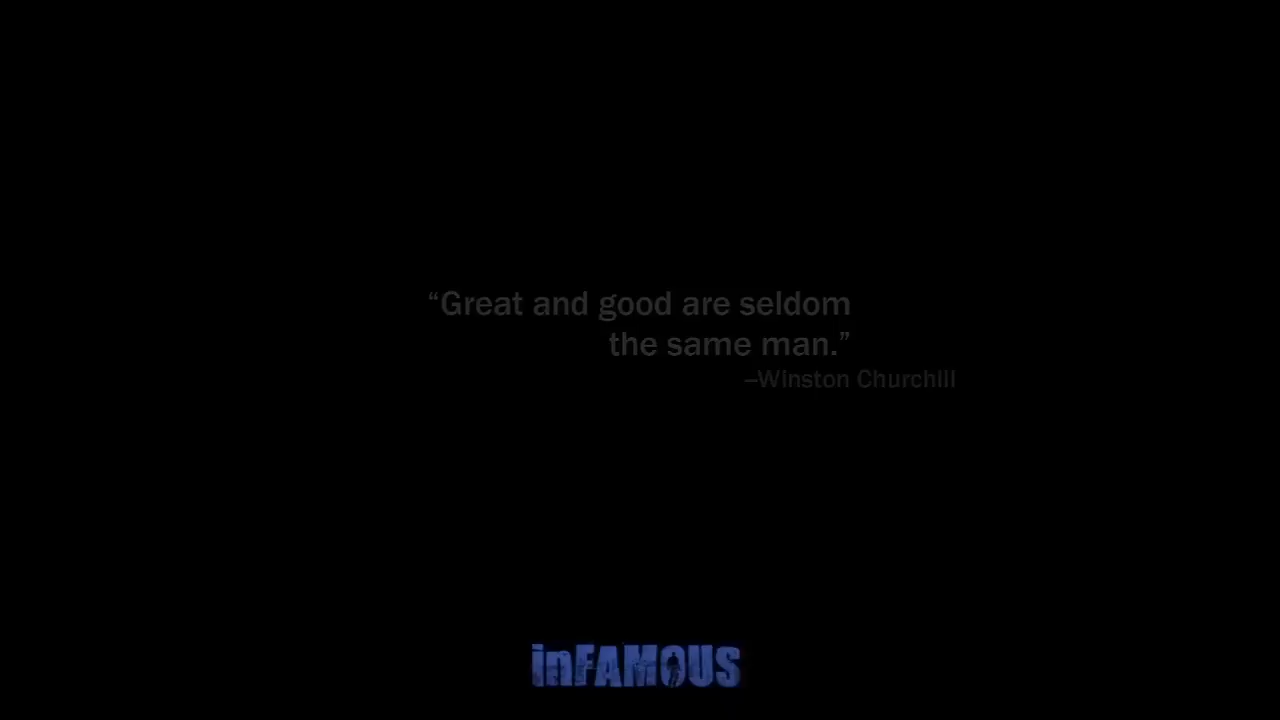 “Great and good are seldom
the same man.”
–Winston Churchill
inFAMOUS